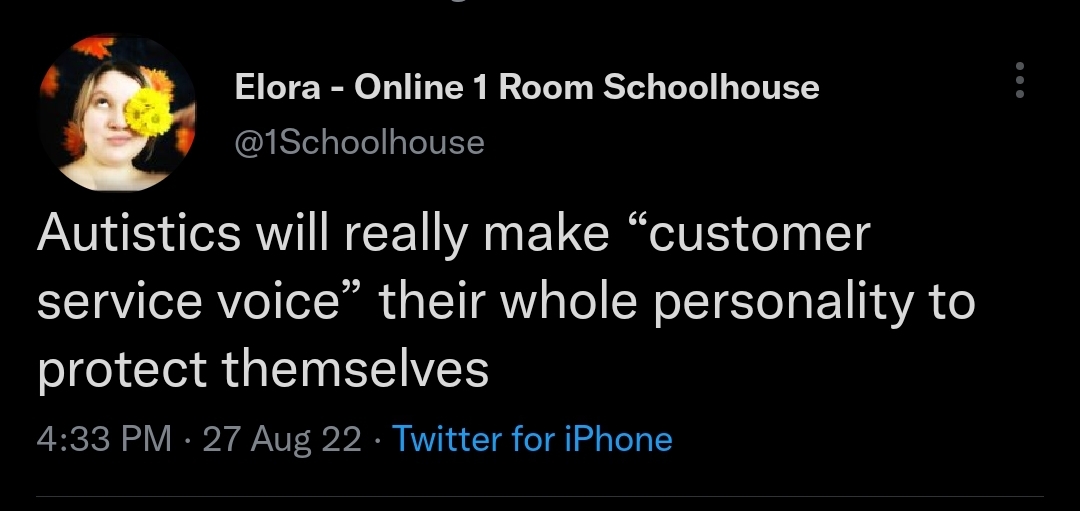 Elora - Online 1 Room Schoolhouse
@1Schoolhouse
Autistics will really make “customer
service voice” their whole personality to
protect themselves
4:33 PM · 27 Aug 22 · Twitter for iPhone